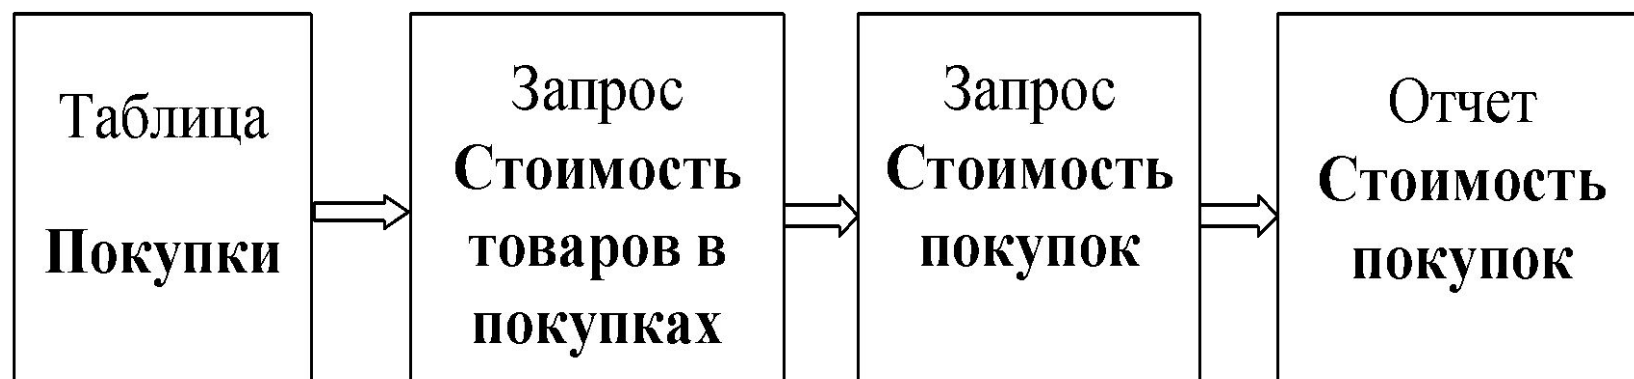 Таблица
Покупки
Запрос
Стоимость
товаров в
покупках
Запрос
Стоимость
покупок
Отчет
Стоимость
покупок